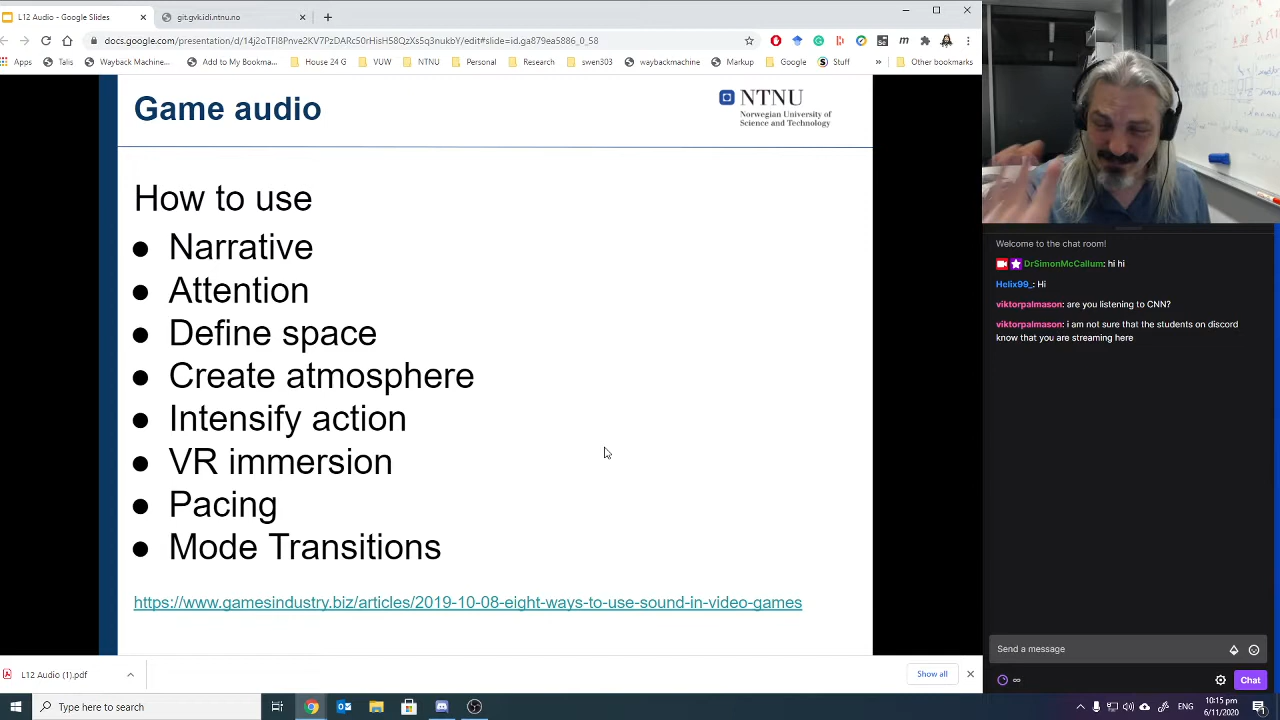 L12 Audio - Google Slides
git.gvk.idi.ntnu.no
docs.google.com/presentation/d/14j2oTFI8Pnve2XV7PzDAFS0rHis958QZxs5q3nukbY/edit#slide=id.ga879ea5886_0_58
Apps
Talis
Wayback Machine...
Add to My Bookmar...
House 24 G
VUW
NTNU
Personal
Research
swen303
waybackmachine
Markup
Google
Stuff
»
Other bookmarks
Game audio
NTNU
Norwegian University of
Science and Technology
How to use
● Narrative
● Attention
● Define space
● Create atmosphere
● Intensify action
● VR immersion
● Pacing
● Mode Transitions
https://www.gamesindustry.biz/articles/2019-10-08-eight-ways-to-use-sound-in-video-games
Welcome to the chat room!
DrSimonMcCallum: hi hi
Helix99_: Hi
viktorpalmason: are you listening to CNN?
viktorpalmason: i am not sure that the students on discord
know that you are streaming here
Send a message
∞
Chat
L12 Audio (1).pdf
Show all
Type here to search
10:15 pm
6/11/2020